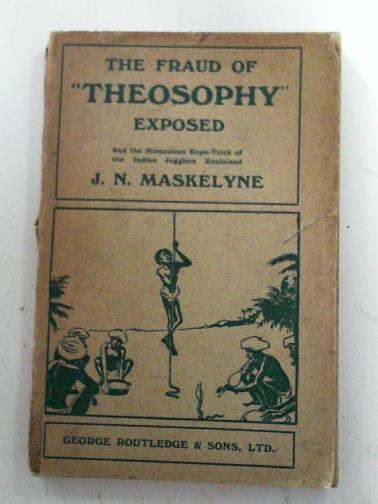 THE FRAUD OF
"THEOSOPHY"
EXPOSED
And the Miraculous Rope-Trick of
the Indian Jugglers Explained
J. N. MASKELYNE
GEORGE ROUTLEDGE & SONS, LTD.